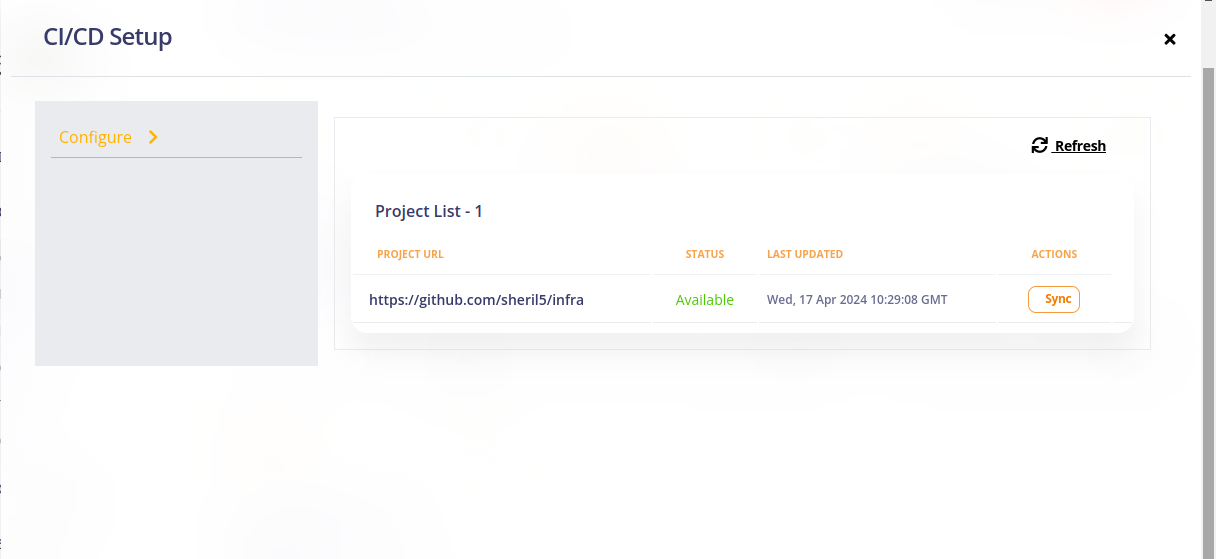 CI/CD Setup
Configure
Refresh
Project List - 1
PROJECT URL STATUS LAST UPDATED ACTIONS
https://github.com/sheril5/infra Available Wed, 17 Apr 2024 10:29:08 GMT Sync